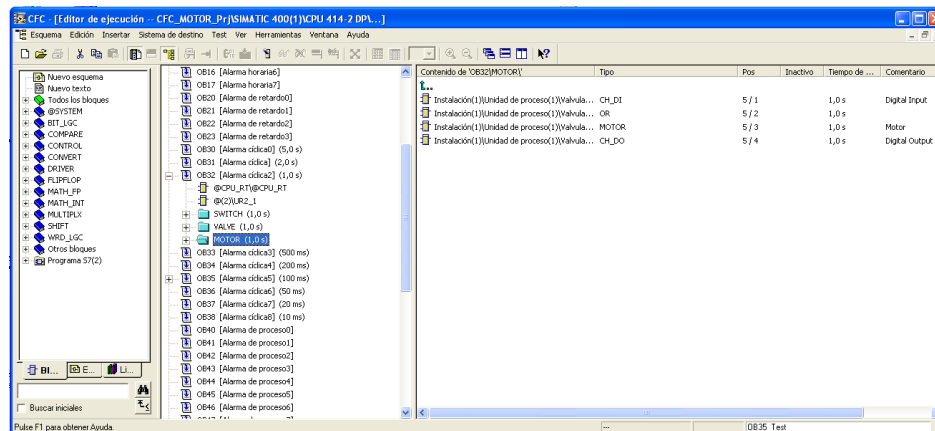 CFC - [Editor de ejecución -- CFC_MOTOR_Prj\SIMATIC 400(1)\CPU 414-2 DP\...]
Esquema Edición Insertar Sistema de destino Test Ver Herramientas Ventana Ayuda
Nuevo esquema
Nuevo texto
Todos los bloques
@SYSTEM
BIT_LGC
COMPARE
CONTROL
CONVERT
DRIVER
FLIPFLOP
MATH_FP
MATH_INT
MULTIPLX
SHIFT
WRD_LGC
Otros bloques
Programa S7(2)
BI... E... Li...
Buscar iniciales
OB16 [Alarma horaria6]
OB17 [Alarma horaria7]
OB20 [Alarma de retardo0]
OB21 [Alarma de retardo1]
OB22 [Alarma de retardo2]
OB23 [Alarma de retardo3]
OB30 [Alarma cíclica0] (5,0 s)
OB31 [Alarma cíclica] (2,0 s)
OB32 [Alarma cíclica2] (1,0 s)
@CPU_RT\@CPU_RT
@(2)\UR2_1
SWITCH (1,0 s)
VALVE (1,0 s)
MOTOR (1,0 s)
OB33 [Alarma cíclica3] (500 ms)
OB34 [Alarma cíclica4] (200 ms)
OB35 [Alarma cíclica5] (100 ms)
OB36 [Alarma cíclica6] (50 ms)
OB37 [Alarma cíclica7] (20 ms)
OB38 [Alarma cíclica8] (10 ms)
OB40 [Alarma de proceso0]
OB41 [Alarma de proceso1]
OB42 [Alarma de proceso2]
OB43 [Alarma de proceso3]
OB44 [Alarma de proceso4]
OB45 [Alarma de proceso5]
OB46 [Alarma de proceso6]
Contenido de 'OB32\MOTOR\' Tipo Pos Inactivo Tiempo de ... Comentario
Instalación(1)\Unidad de proceso(1)\Valvula... CH_DI 5 / 1 1,0 s Digital Input
Instalación(1)\Unidad de proceso(1)\Valvula... OR 5 / 2 1,0 s
Instalación(1)\Unidad de proceso(1)\Valvula... MOTOR 5 / 3 1,0 s Motor
Instalación(1)\Unidad de proceso(1)\Valvula... CH_DO 5 / 4 1,0 s Digital Output
Pulse F1 para obtener Ayuda. --- OB35 Test